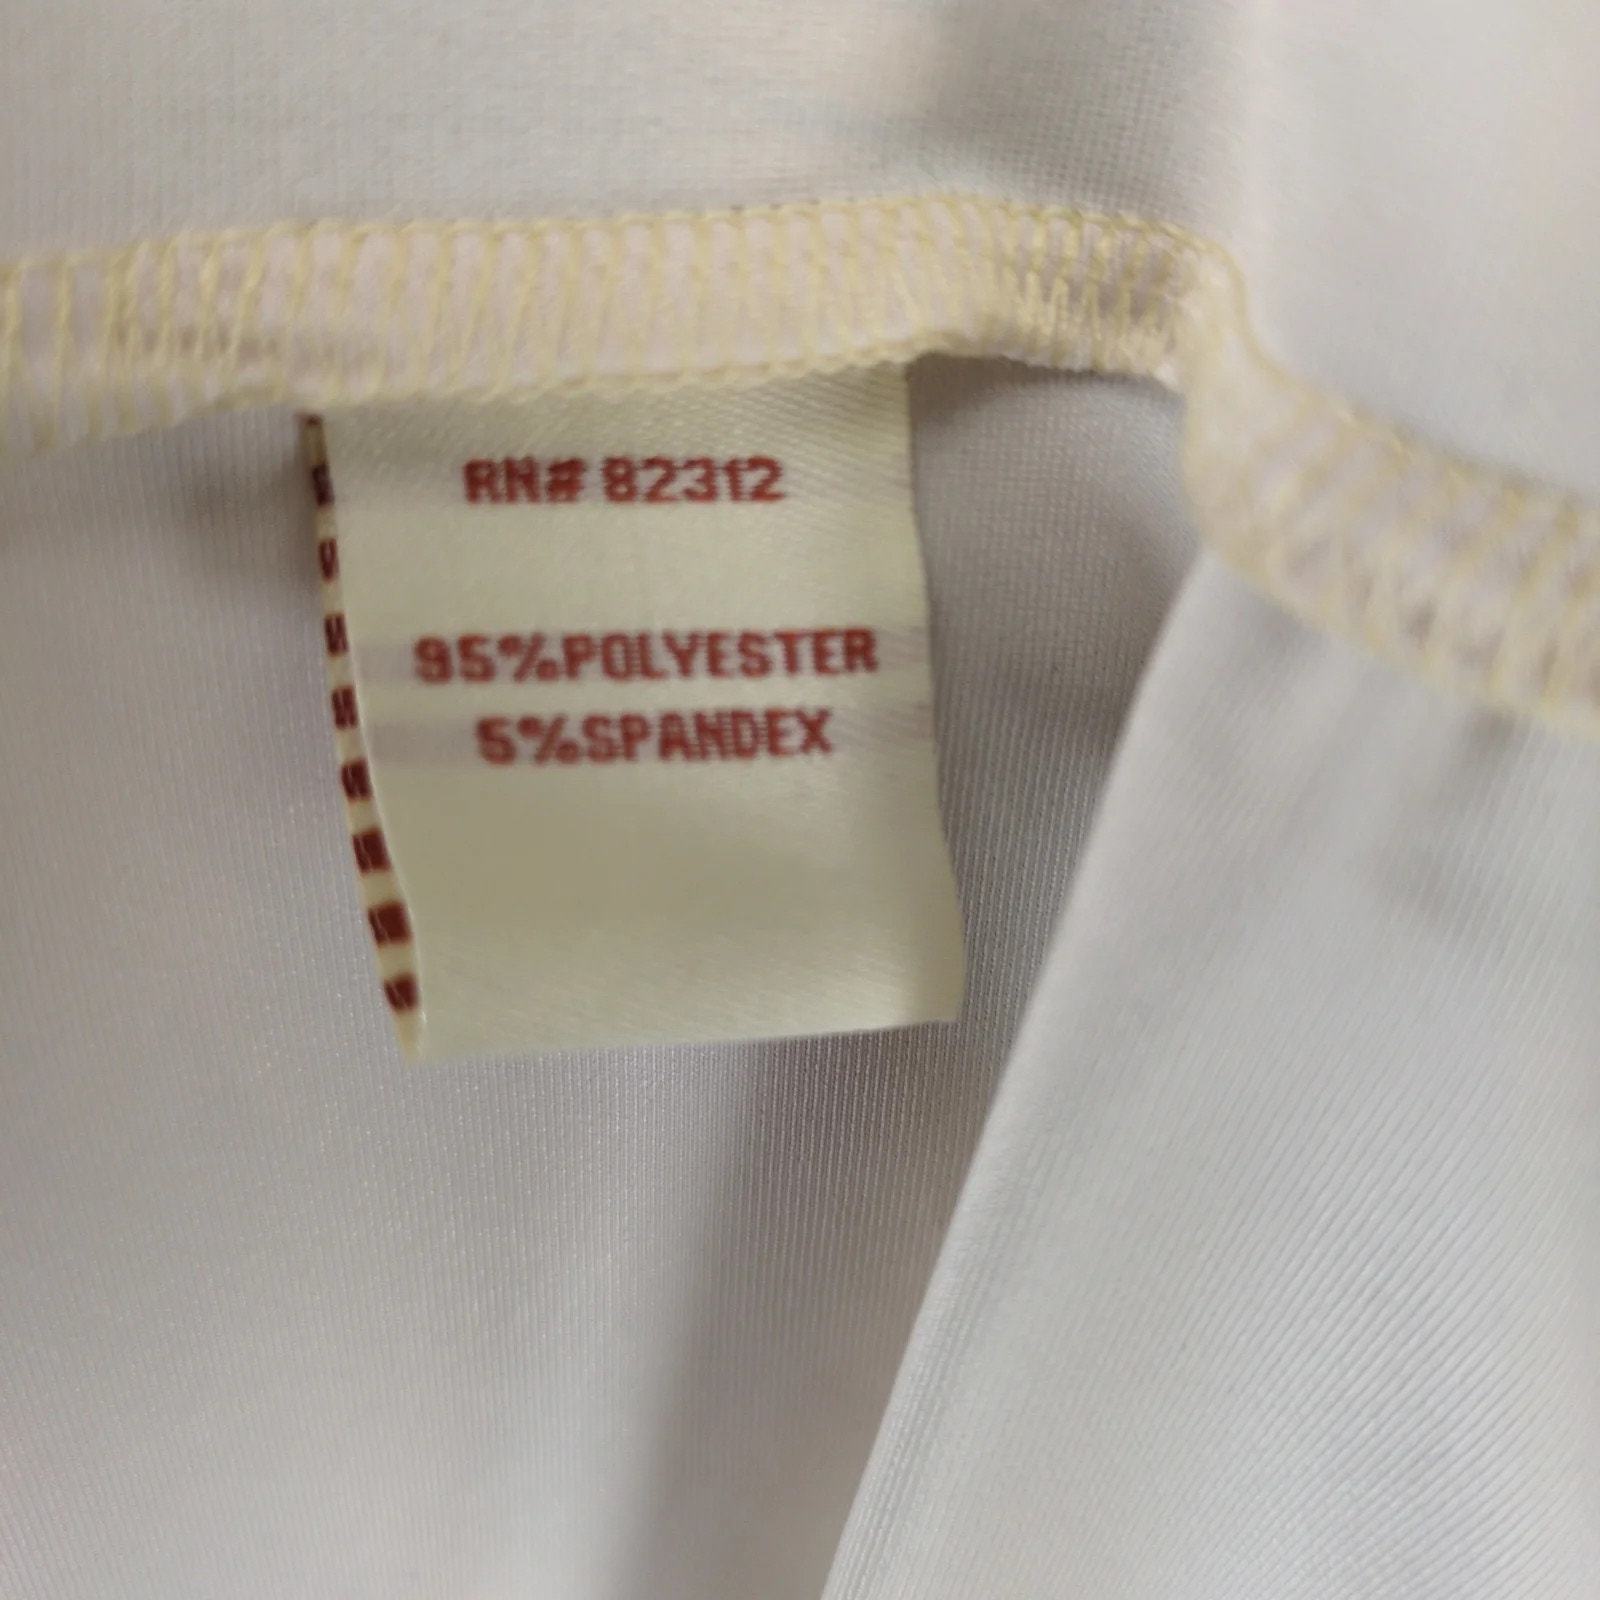 RN# 82312
95%POLYESTER
5%SPANDEX